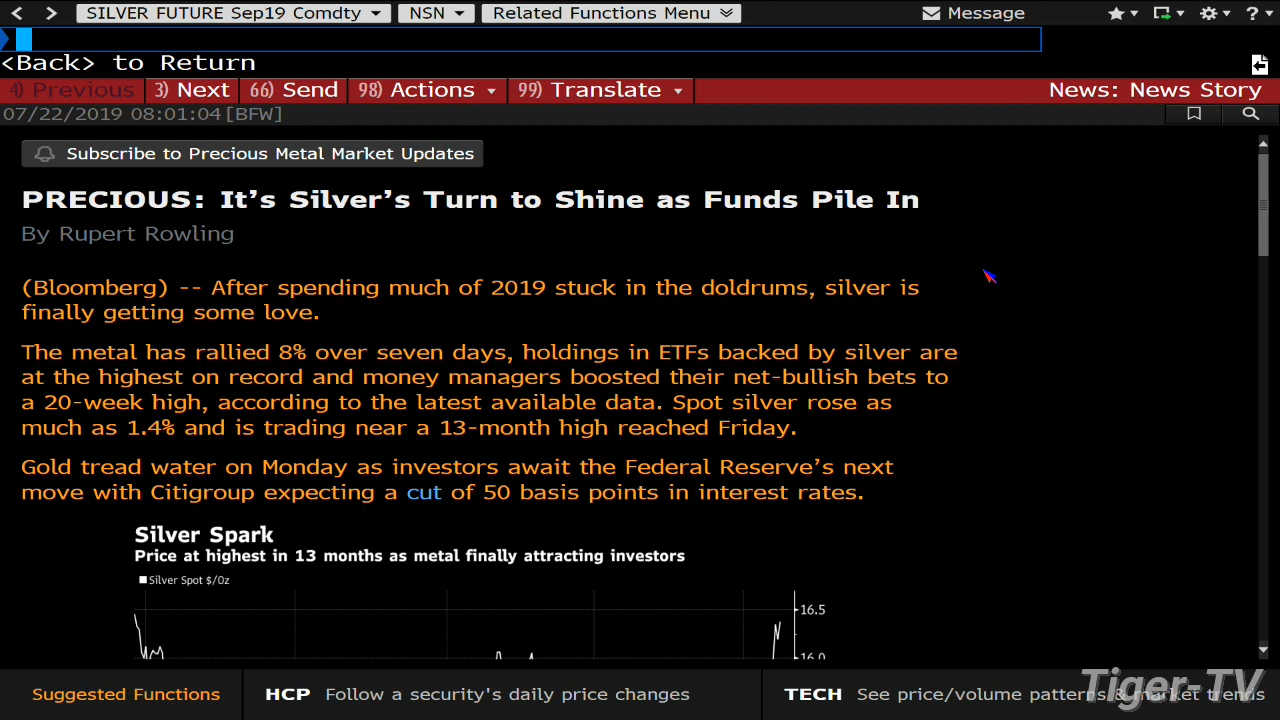 SILVER FUTURE Sep19 Comdty NSN Related Functions Menu Message ?
<Back> to Return
4) Previous 3) Next 66) Send 98) Actions 99) Translate News: News Story
07/22/2019 08:01:04 [BFW]
Subscribe to Precious Metal Market Updates
PRECIOUS: It's Silver's Turn to Shine as Funds Pile In
By Rupert Rowling
(Bloomberg) -- After spending much of 2019 stuck in the doldrums, silver is
finally getting some love.
The metal has rallied 8% over seven days, holdings in ETFs backed by silver are
at the highest on record and money managers boosted their net-bullish bets to
a 20-week high, according to the latest available data. Spot silver rose as
much as 1.4% and is trading near a 13-month high reached Friday.
Gold tread water on Monday as investors await the Federal Reserve's next
move with Citigroup expecting a cut of 50 basis points in interest rates.
Silver Spark
Price at highest in 13 months as metal finally attracting investors
Silver Spot $/0z
16.5
16.0
Suggested Functions HCP Follow a security's daily price changes TECH See price/volume patterns & market trends
Tiger-TV